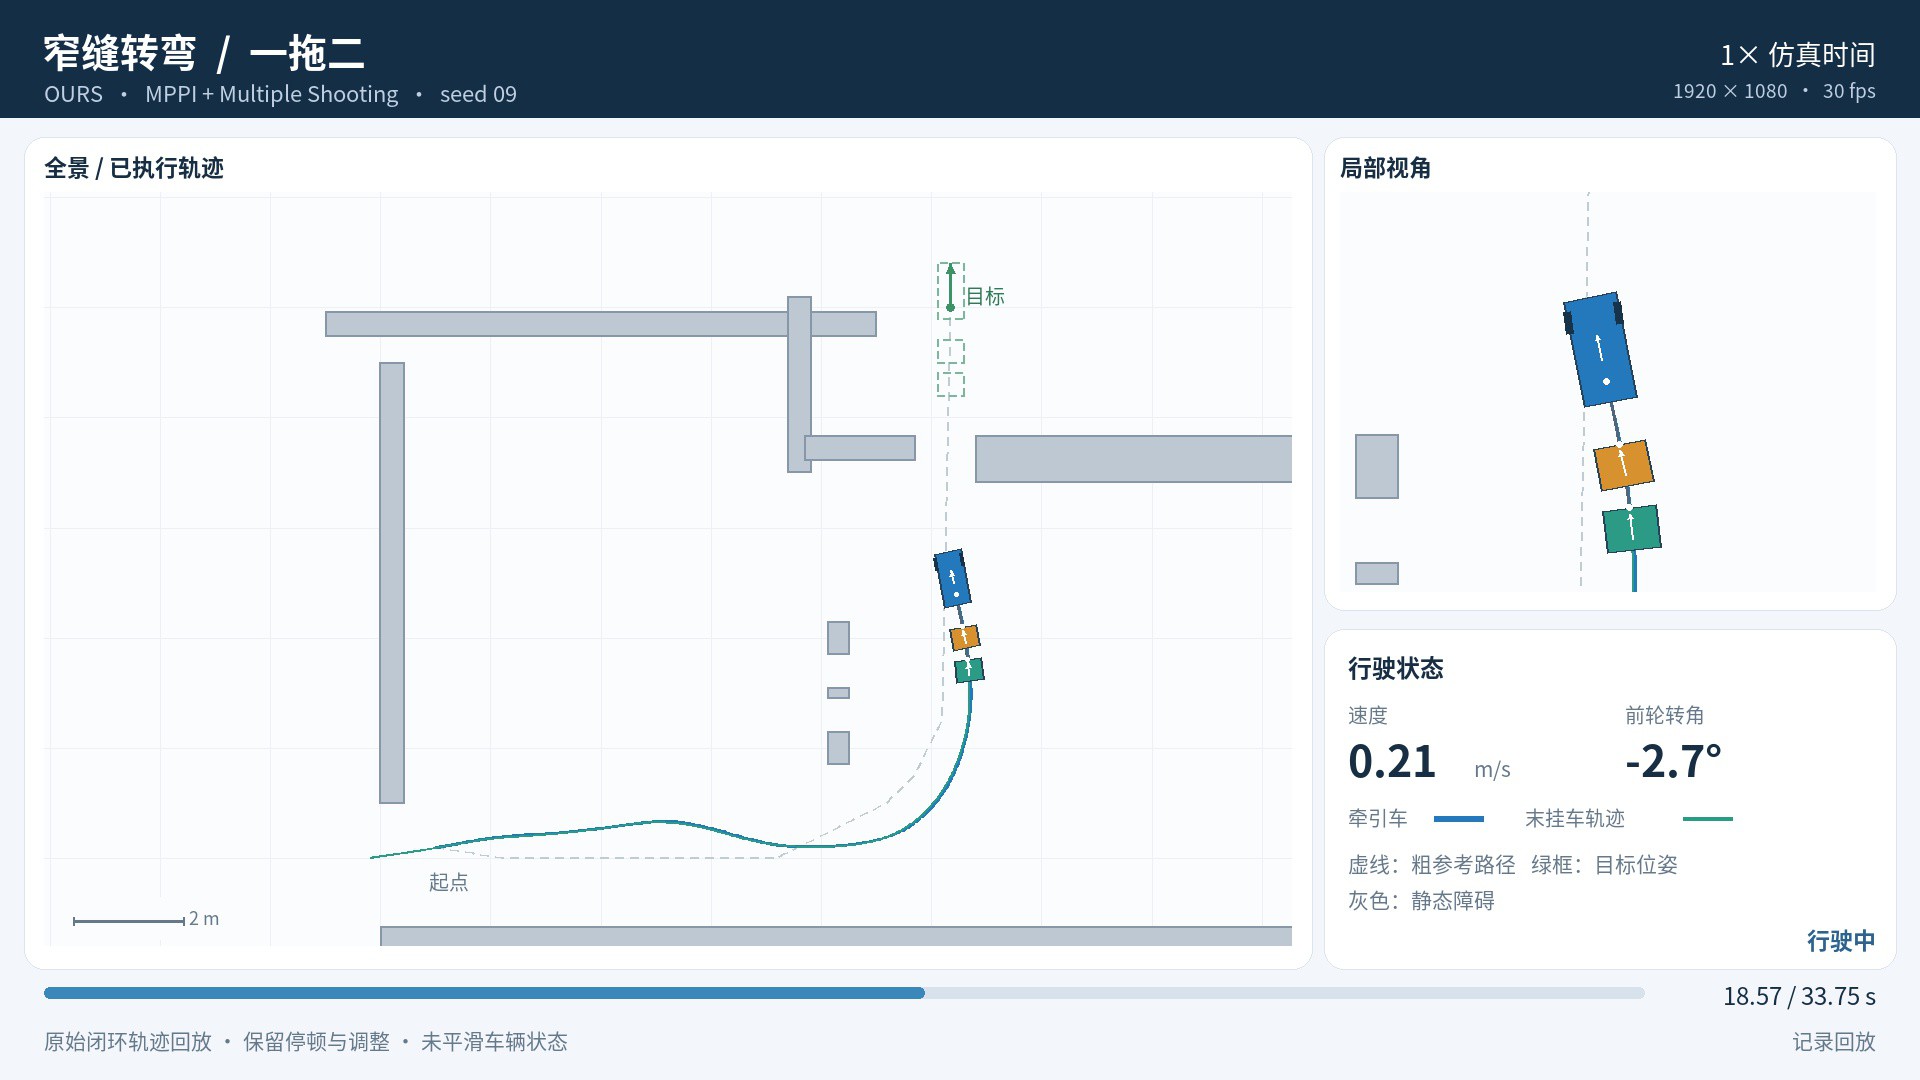 窄缝转弯 / 一拖二
OURS • MPPI + Multiple Shooting • seed 09
1× 仿真时间
1920 × 1080 • 30 fps
全景 / 已执行轨迹
目标
起点
2 m
局部视角
行驶状态
速度
前轮转角
0.21 m/s
-2.7°
牵引车
末挂车轨迹
虚线：粗参考路径 绿框：目标位姿
灰色：静态障碍
行驶中
18.57 / 33.75 s
原始闭环轨迹回放 • 保留停顿与调整 • 未平滑车辆状态
记录回放